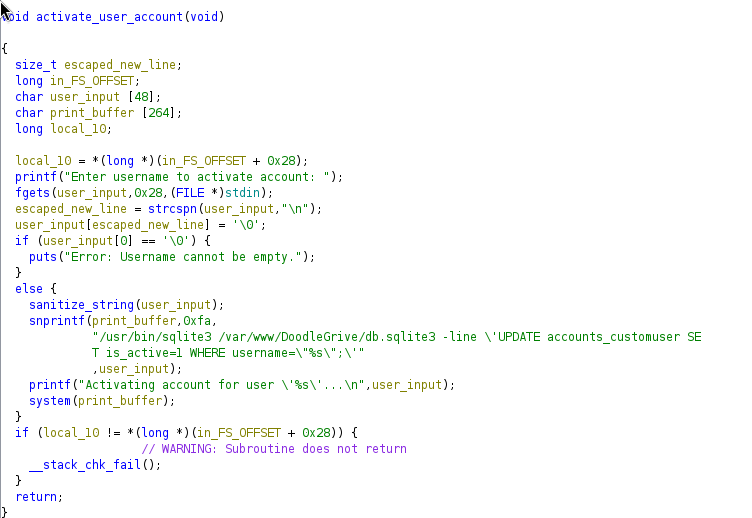 void activate_user_account(void)
{
size_t escaped_new_line;
long in_FS_OFFSET;
char user_input [48];
char print_buffer [264];
long local_10;
local_10 = *(long *)(in_FS_OFFSET + 0x28);
printf("Enter username to activate account: ");
fgets(user_input,0x28,(FILE *)stdin);
escaped_new_line = strcspn(user_input,"\n");
user_input[escaped_new_line] = '\0';
if (user_input[0] == '\0') {
puts("Error: Username cannot be empty.");
}
else {
sanitize_string(user_input);
snprintf(print_buffer,0xfa,
"/usr/bin/sqlite3 /var/www/DoodleGrive/db.sqlite3 -line \'UPDATE accounts_customuser SE
T is_active=1 WHERE username=\"%s\";\'"
,user_input);
printf("Activating account for user \'%s\'...\n",user_input);
system(print_buffer);
}
if (local_10 != *(long *)(in_FS_OFFSET + 0x28)) {
// WARNING: Subroutine does not return
__stack_chk_fail();
}
return;
}